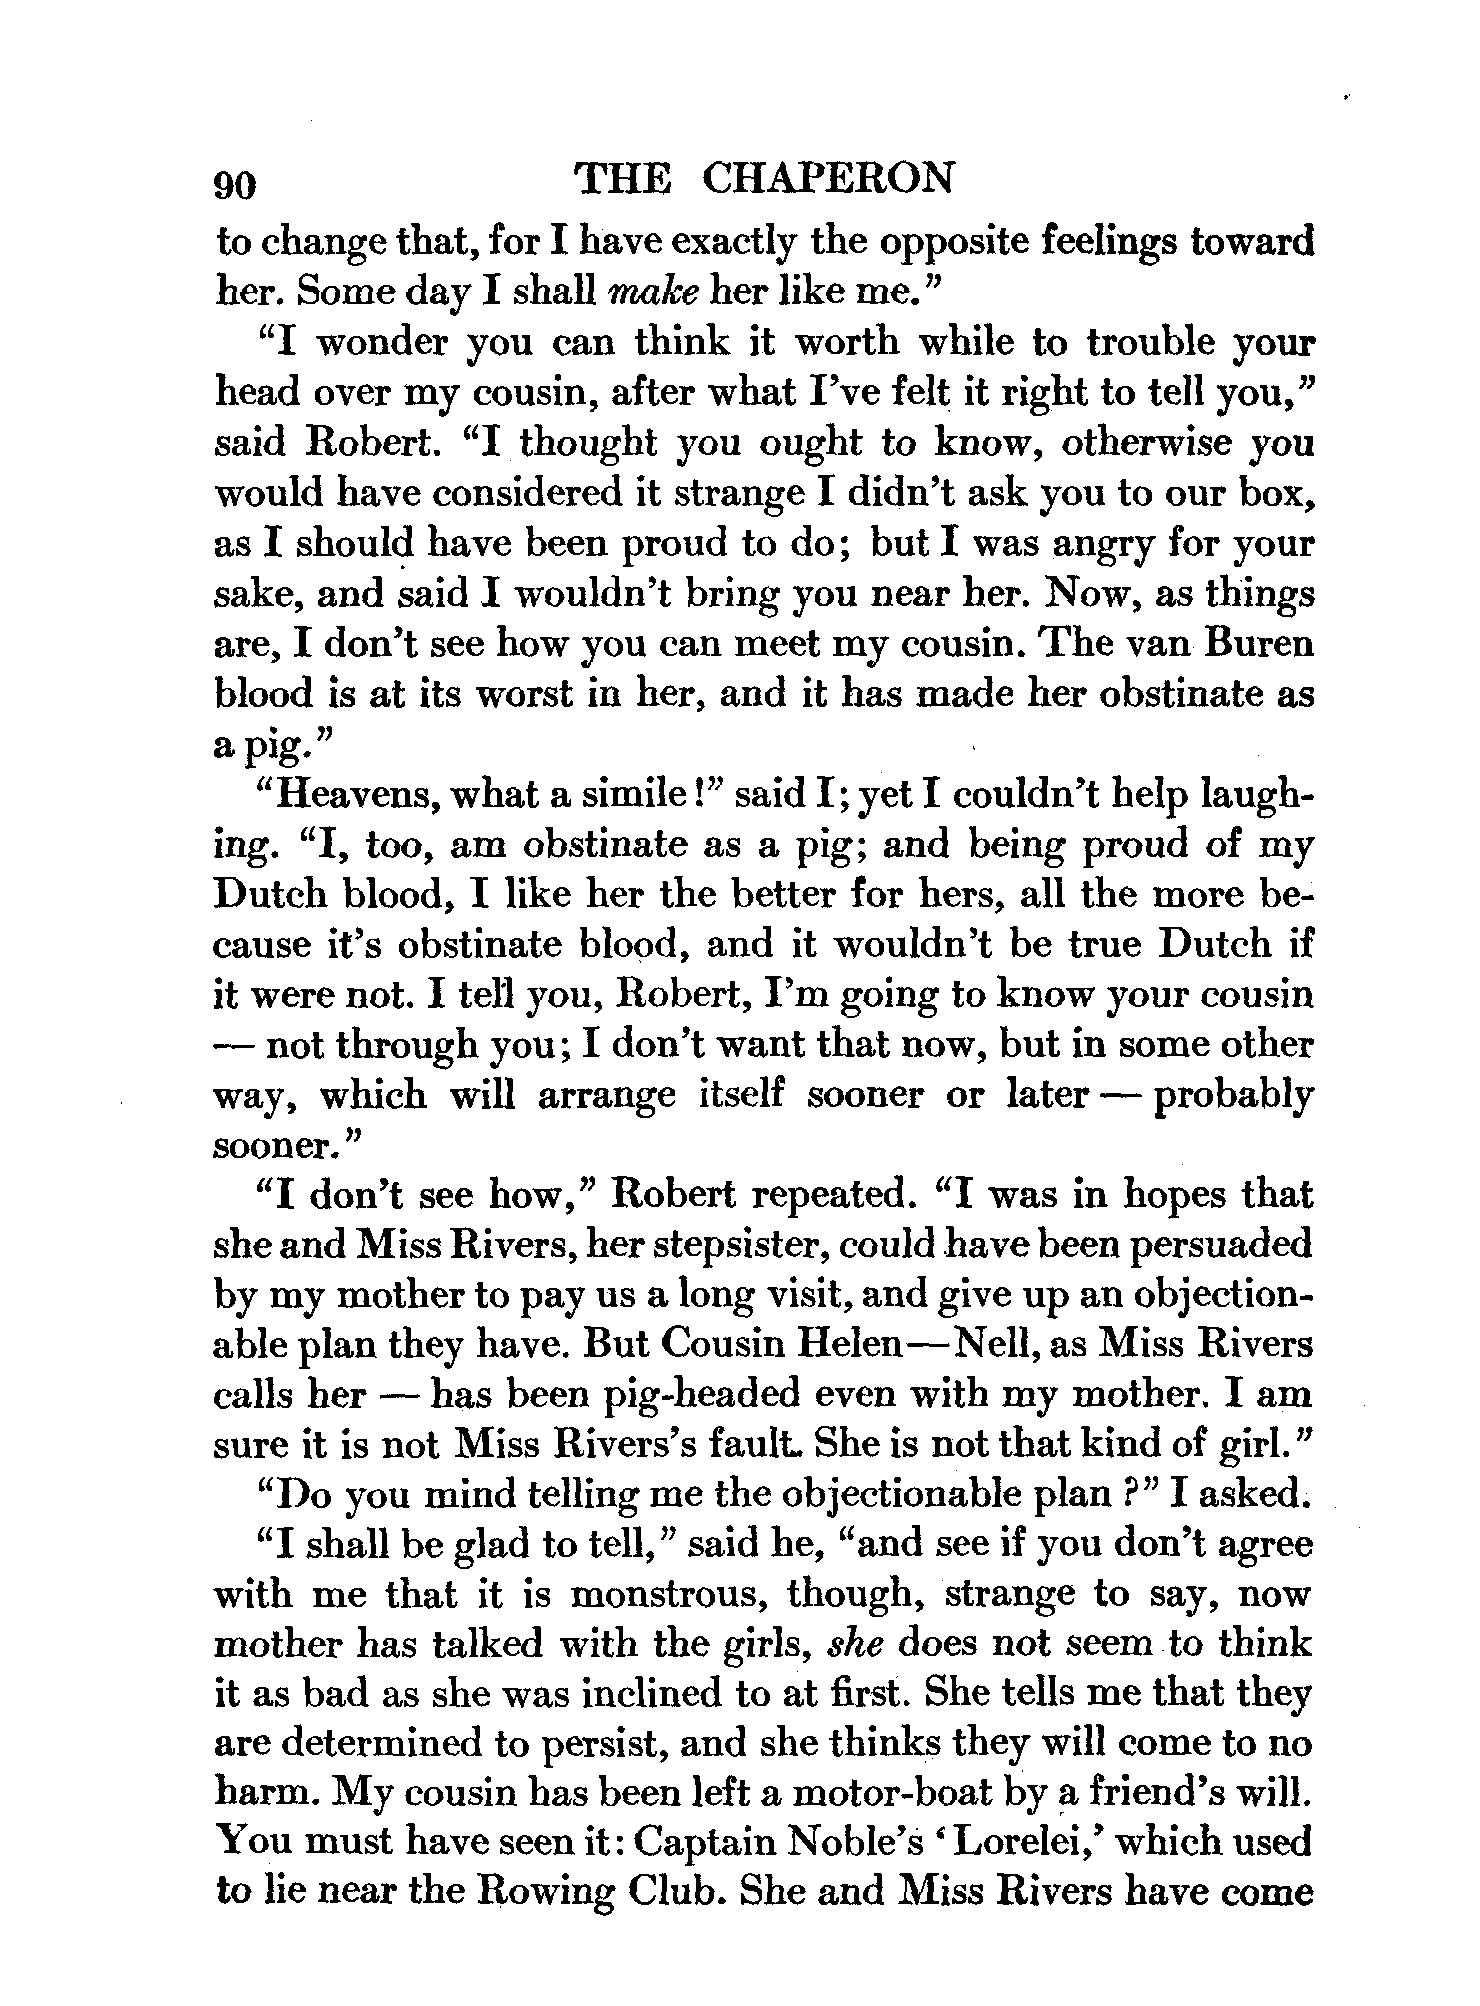 90 THE CHAPERON
to change that, for I have exactly the opposite feelings toward
her. Some day I shall make her like me.”
“I wonder you can think it worth while to trouble your
head over my cousin, after what I’ve felt it right to tell you,”
said Robert. “I thought you ought to know, otherwise you
would have considered it strange I didn’t ask you to our box,
as I should have been proud to do; but I was angry for your
sake, and said I wouldn’t bring you near her. Now, as things
are, I don’t see how you can meet my cousin. The van Buren
blood is at its worst in her, and it has made her obstinate as
a pig.”
“Heavens, what a simile!” said I; yet I couldn’t help laugh-
ing. “I, too, am obstinate as a pig; and being proud of my
Dutch blood, I like her the better for hers, all the more be-
cause it’s obstinate blood, and it wouldn’t be true Dutch if
it were not. I tell you, Robert, I’m going to know your cousin
— not through you; I don’t want that now, but in some other
way, which will arrange itself sooner or later — probably
sooner.”
“I don’t see how,” Robert repeated. “I was in hopes that
she and Miss Rivers, her stepsister, could have been persuaded
by my mother to pay us a long visit, and give up an objection-
able plan they have. But Cousin Helen—Nell, as Miss Rivers
calls her — has been pig-headed even with my mother. I am
sure it is not Miss Rivers’s fault. She is not that kind of girl.”
“Do you mind telling me the objectionable plan?” I asked.
“I shall be glad to tell,” said he, “and see if you don’t agree
with me that it is monstrous, though, strange to say, now
mother has talked with the girls, she does not seem to think
it as bad as she was inclined to at first. She tells me that they
are determined to persist, and she thinks they will come to no
harm. My cousin has been left a motor-boat by a friend’s will.
You must have seen it: Captain Noble’s ‘Lorelei,’ which used
to lie near the Rowing Club. She and Miss Rivers have come